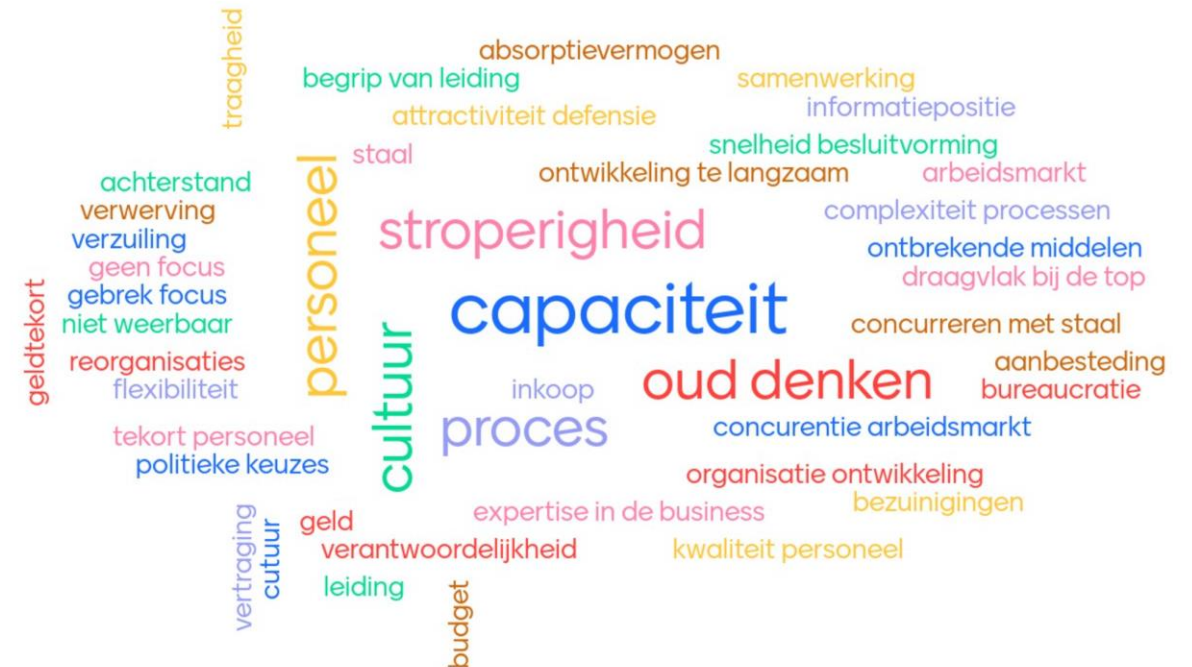 traagheid
absorptievermogen
begrip van leiding
samenwerking
attractiviteit defensie
informatiepositie
snelheid besluitvorming
staal
ontwikkeling te langzaam
arbeidsmarkt
achterstand
personeel
verwerving
stroperigheid
complexiteit processen
verzuiling
ontbrekende middelen
geen focus
draagvlak bij de top
gebrek focus
capaciteit
niet weerbaar
concurreren met staal
geldtekort
reorganisaties
cultuur
aanbesteding
flexibiliteit
inkoop
oud denken
bureaucratie
proces
concurentie arbeidsmarkt
tekort personeel
politieke keuzes
organisatie ontwikkeling
bezuinigingen
vertraging
cutuur
geld
expertise in de business
verantwoordelijkheid
kwaliteit personeel
leiding
budget